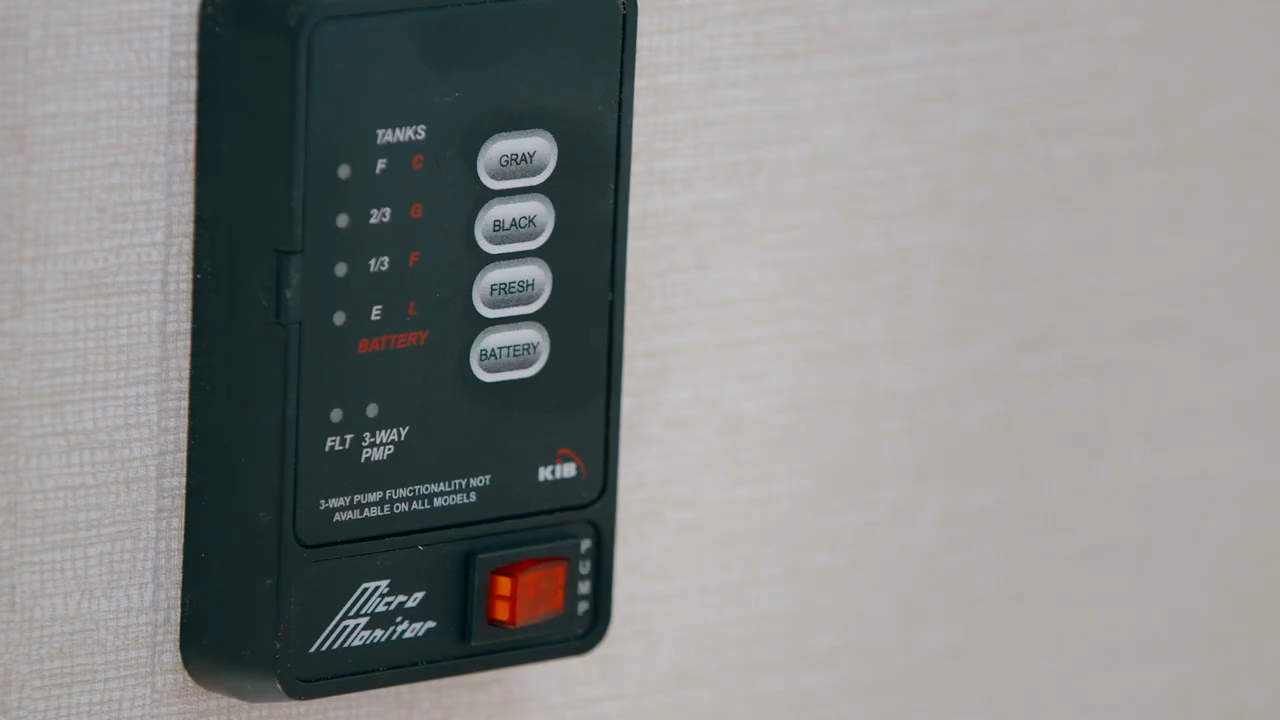 TANKS
F C
2/3 G
1/3 F
E L
BATTERY
GRAY
BLACK
FRESH
BATTERY
FLT 3-WAY
PMP
3-WAY PUMP FUNCTIONALITY NOT
AVAILABLE ON ALL MODELS
KIB
Micro
Monitor
PUMP